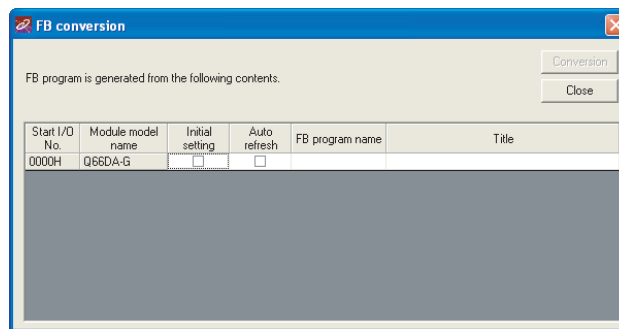 FB conversion
Conversion
FB program is generated from the following contents.
Close
Start I/O No. Module model name Initial setting Auto refresh FB program name Title
0000H Q66DA-G